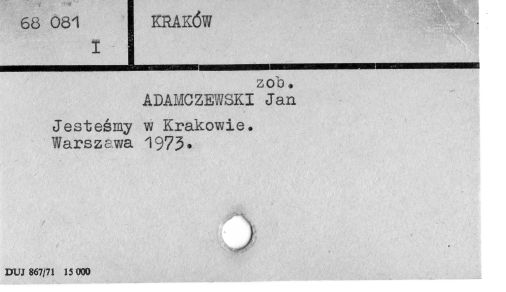 68 081
I
KRAKÓW
zob.
ADAMCZEWSKI Jan
Jesteśmy w Krakowie.
Warszawa 1973.
DUJ 867/71 15 000